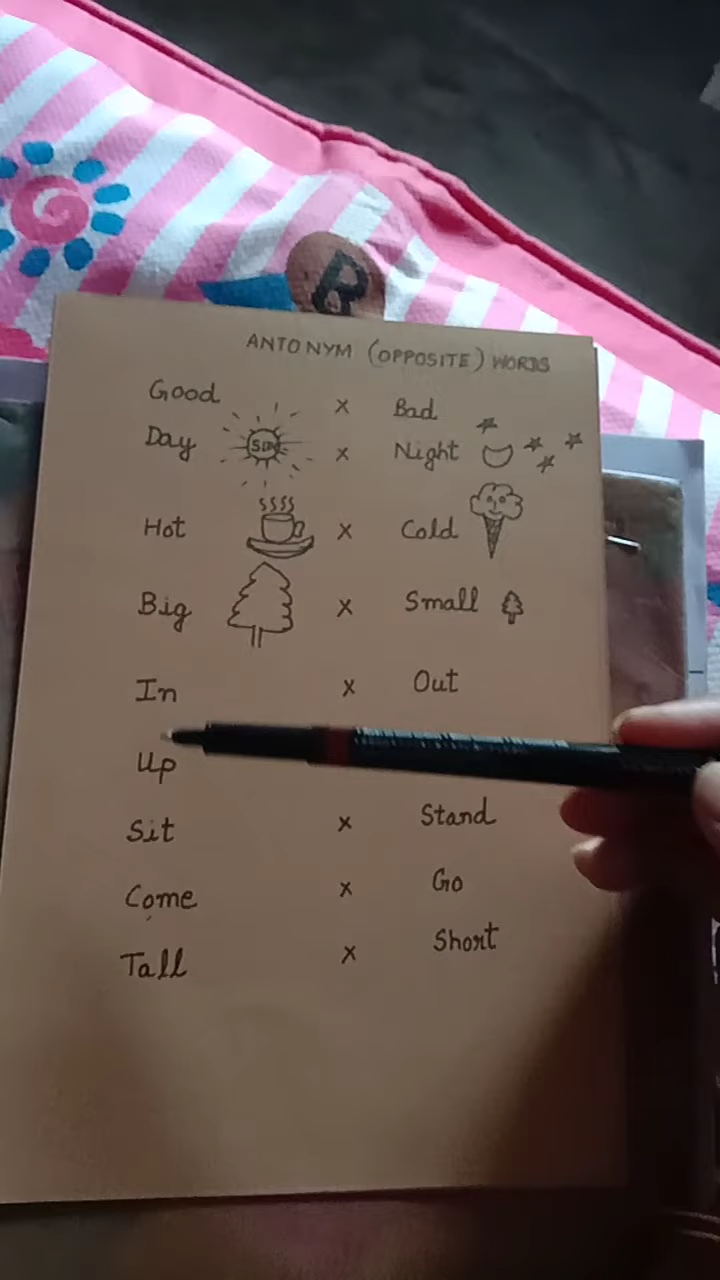 B
ANTONYM (OPPOSITE) WORDS
Good x Bad
Day SUN x Night
Hot x Cold
Big x Small
In x Out
Up
Sit x Stand
Come x Go
Tall x Short